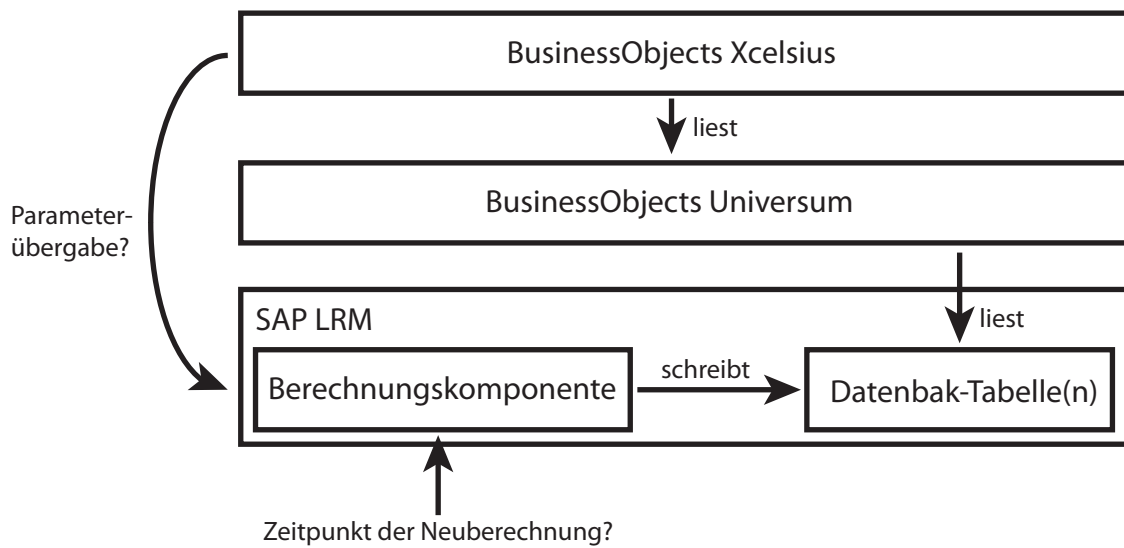 BusinessObjects Xcelsius
liest
BusinessObjects Universum
Parameter-
übergabe?
SAP LRM
liest
Berechnungskomponente
schreibt
Datenbak-Tabelle(n)
Zeitpunkt der Neuberechnung?